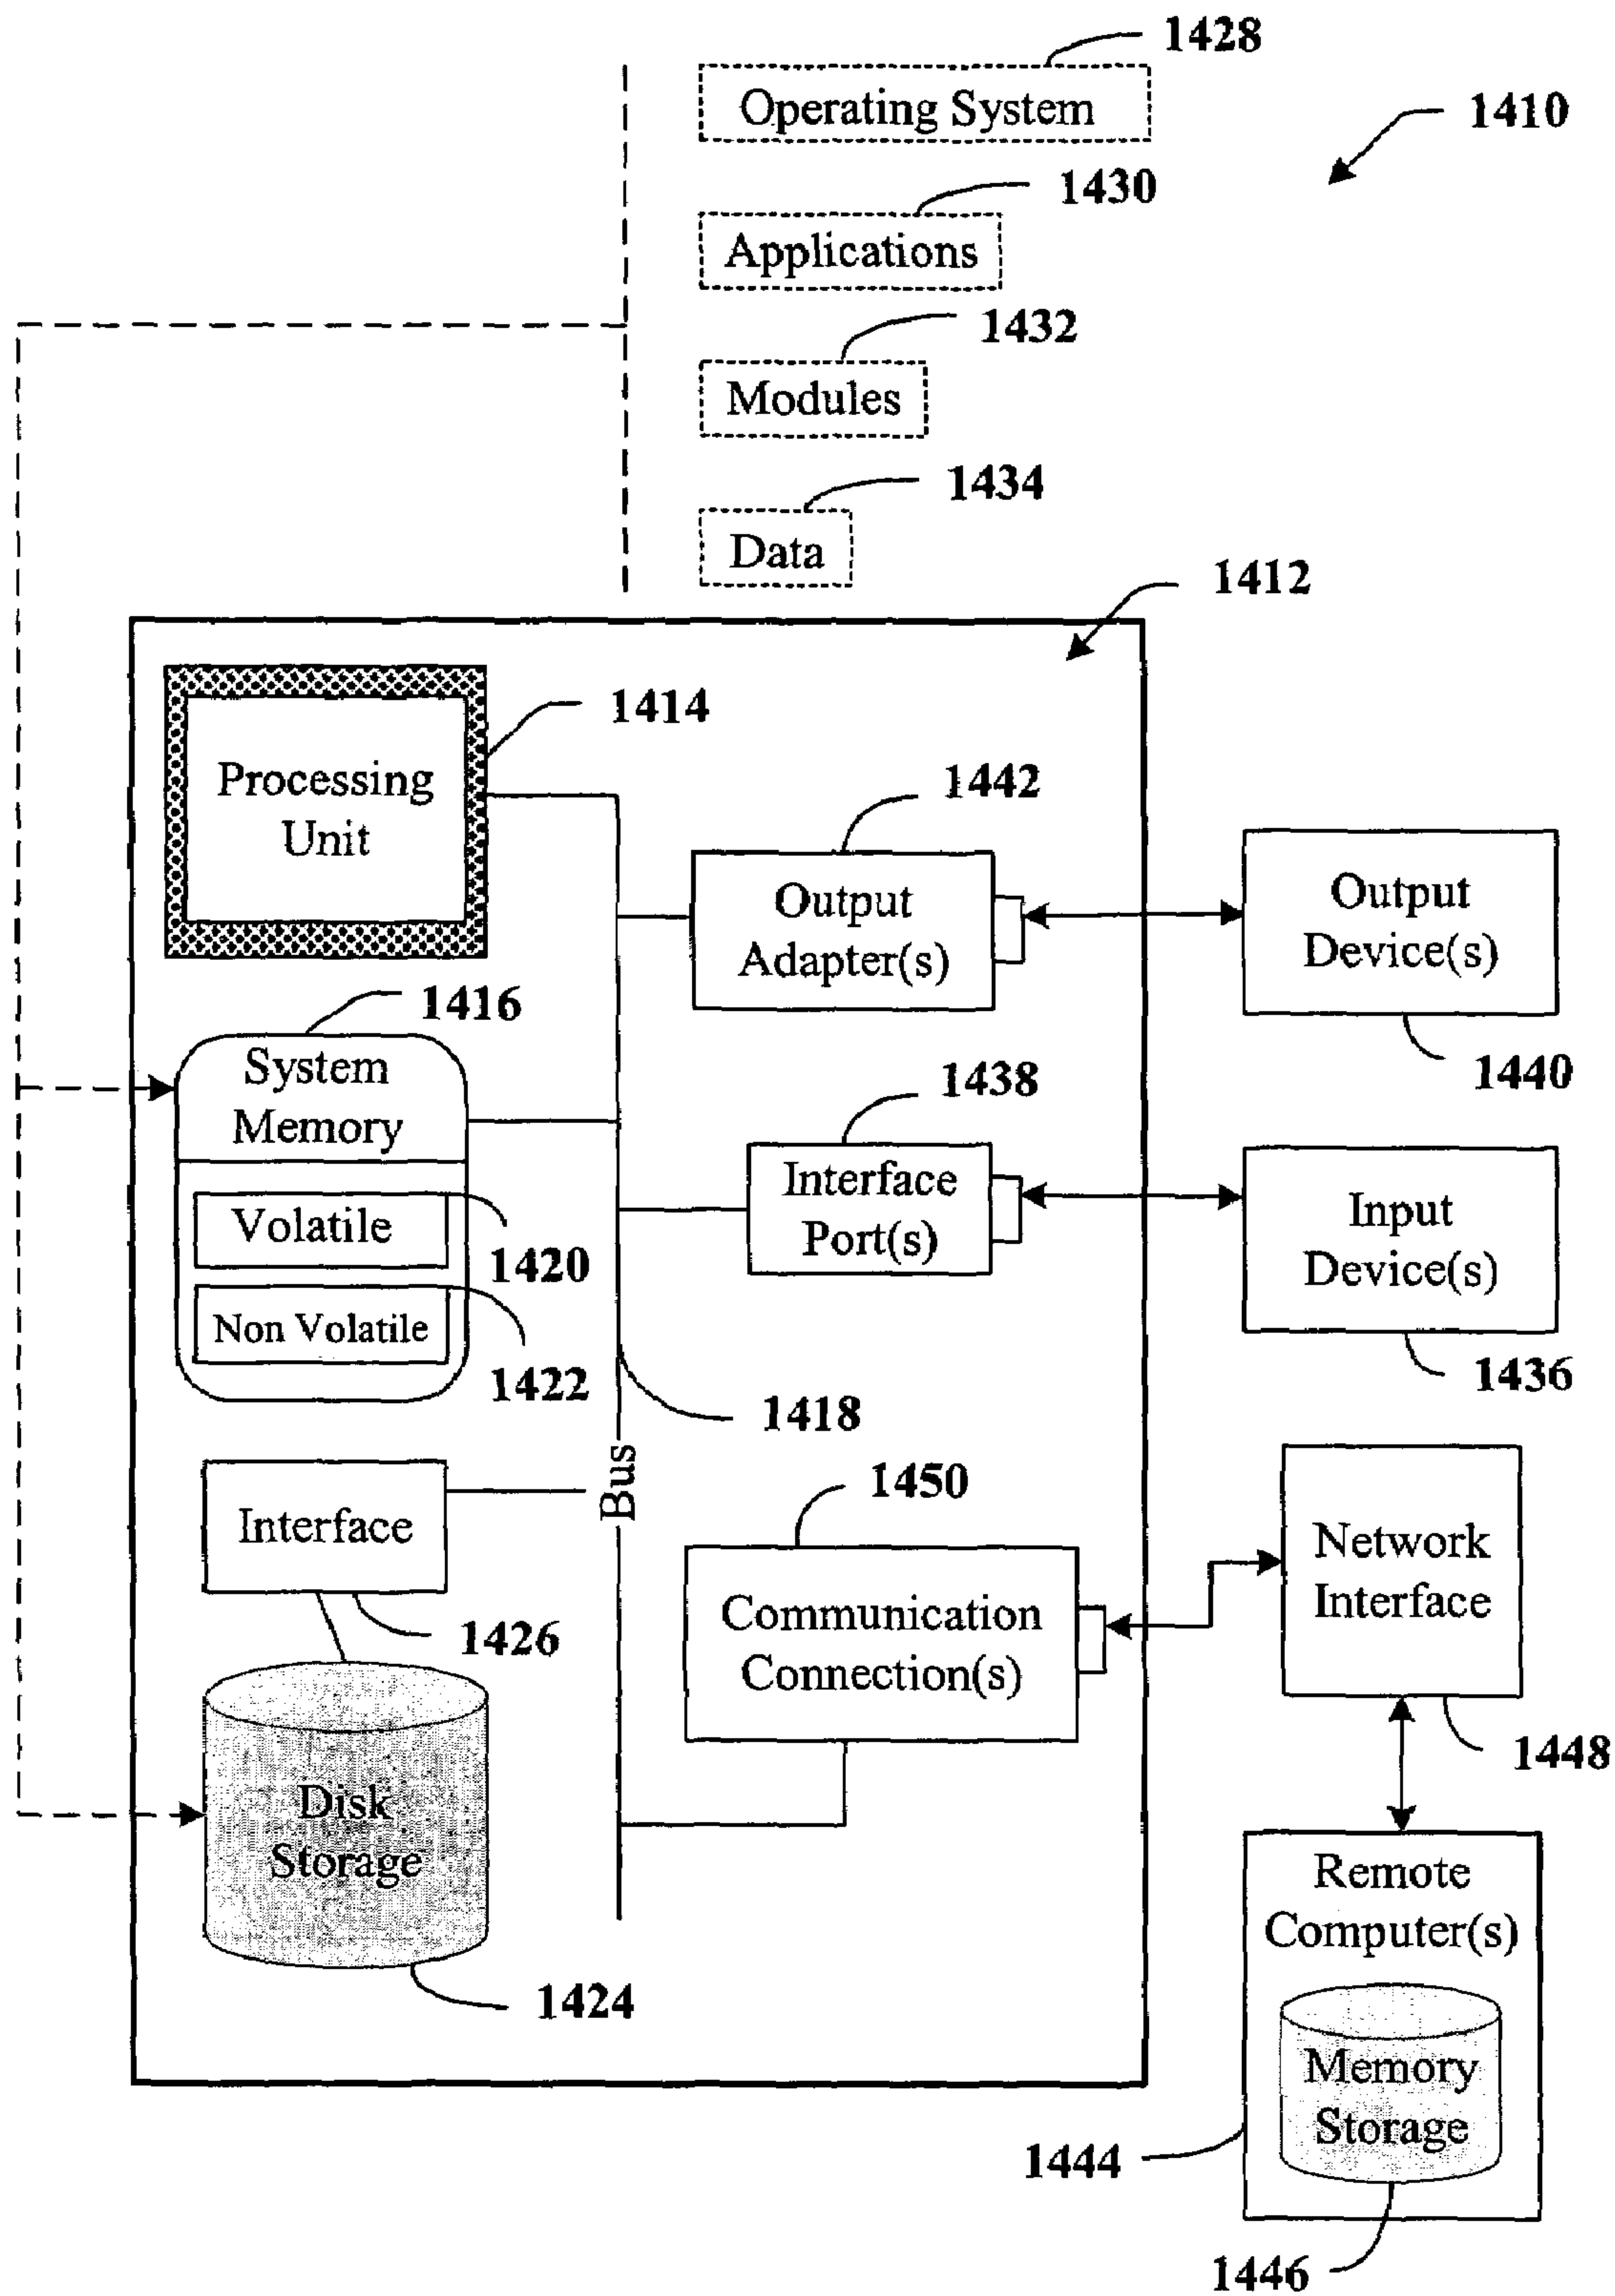 1428
Operating System
1410
1430
Applications
1432
Modules
1434
Data
1412
1414
Processing
Unit
1442
Output
Adapter(s)
Output
Device(s)
1440
1416
System
Memory
1438
Interface
Port(s)
Input
Device(s)
1436
Volatile
1420
Non Volatile
1422
1418
Bus
1450
Interface
1426
Communication
Connection(s)
Network
Interface
1448
Disk
Storage
1424
Remote
Computer(s)
Memory
Storage
1444
1446